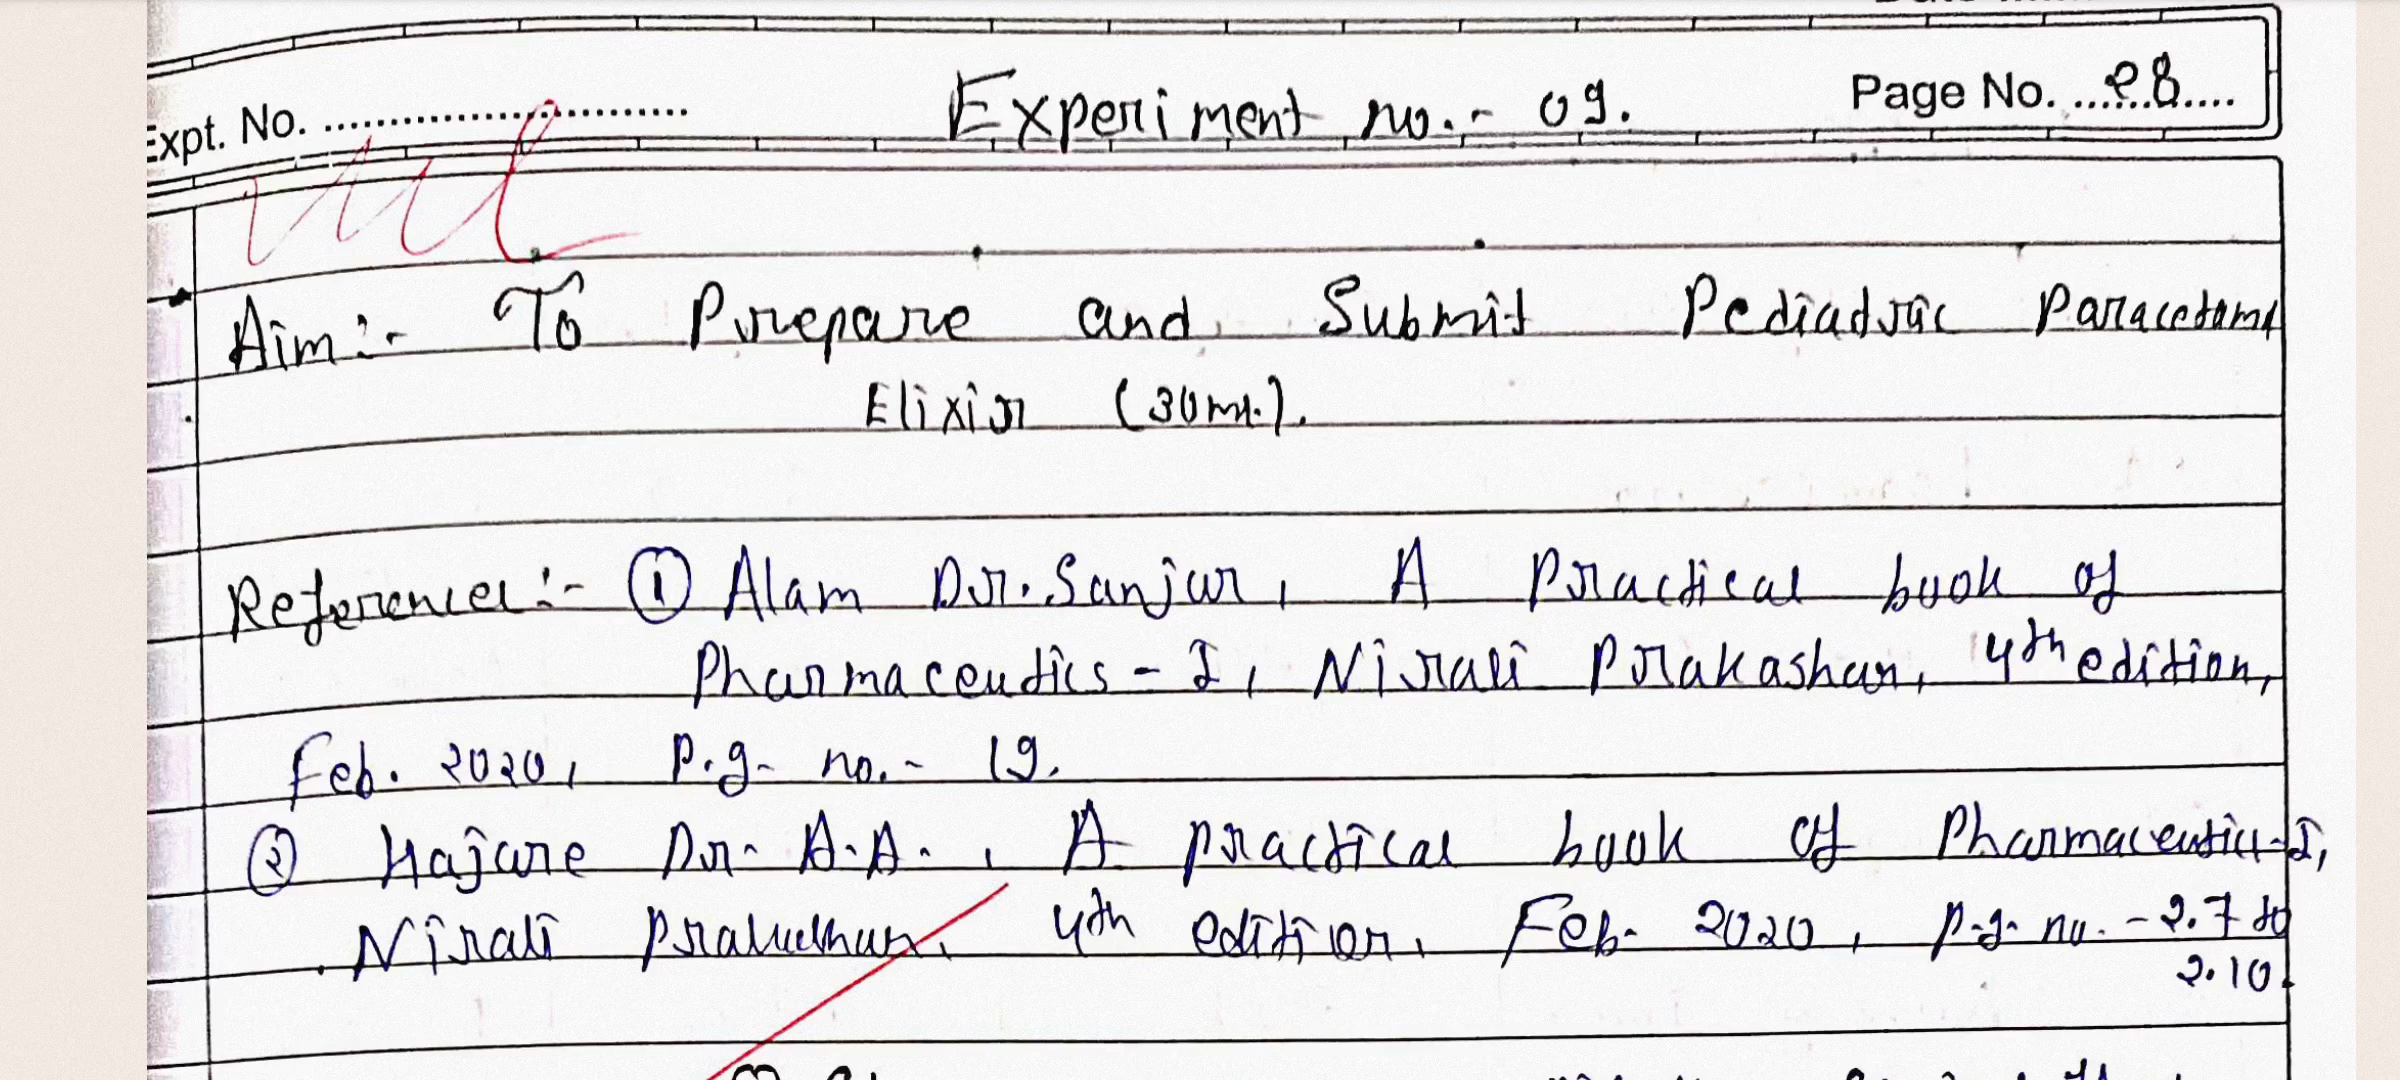 Expt. No. ............................ Experiment no.- 09. Page No. ..28....
Aim:- To Prepare and Submit Pediadric Paracetamol
Elixir (30ml.).
References:- ① Alam Dr. Sanjar, A Practical book of
Pharmaceutics - I, Nirali Prakashan, 4th edition,
Feb. 2020, P.g. no.- 19.
② Hajare Dr. A.A., A practical book of Pharmaceutics-I,
Nirali Prakashan, 4th edition, Feb. 2020, p.g. no. - 2.7 to
2.10.